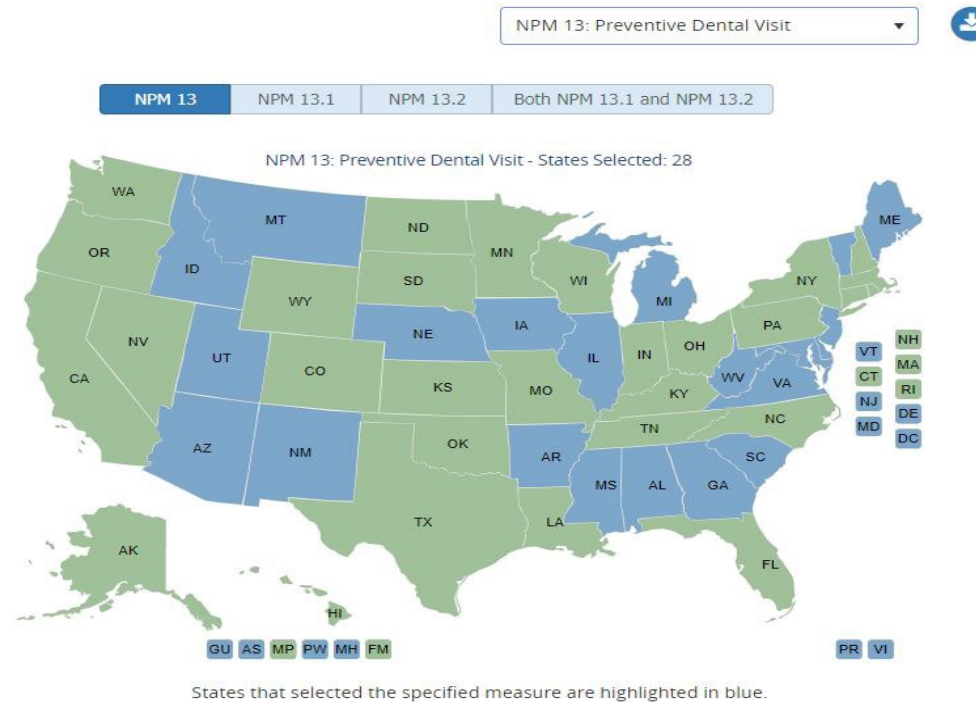 NPM 13: Preventive Dental Visit
NPM 13 NPM 13.1 NPM 13.2 Both NPM 13.1 and NPM 13.2
NPM 13: Preventive Dental Visit - States Selected: 28
WA
MT
ND
MN
ME
OR
ID
SD
WI
MI
NY
WY
NV
UT
NE
IA
IL
IN
OH
PA
CA
CO
KS
MO
KY
WV
VA
VT
NH
CT
MA
NJ
RI
MD
DE
DC
AZ
NM
OK
AR
TN
NC
SC
MS
AL
GA
TX
LA
FL
AK
HI
GU AS MP PW MH FM
PR VI
States that selected the specified measure are highlighted in blue.